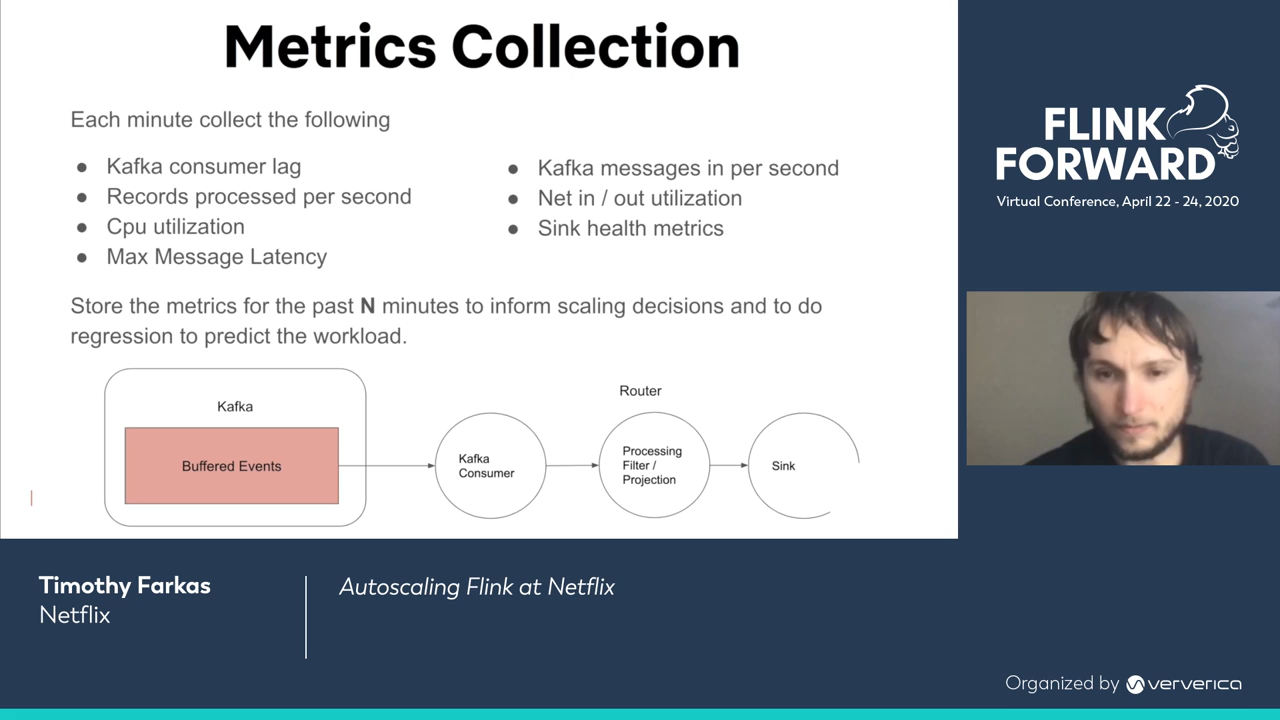 Metrics Collection
Each minute collect the following
● Kafka consumer lag
● Records processed per second
● Cpu utilization
● Max Message Latency
● Kafka messages in per second
● Net in / out utilization
● Sink health metrics
Store the metrics for the past N minutes to inform scaling decisions and to do
regression to predict the workload.
Kafka
Buffered Events
Kafka
Consumer
Router
Processing
Filter /
Projection
Sink
FLINK
FORWARD
Virtual Conference, April 22 - 24, 2020
Timothy Farkas
Netflix
Autoscaling Flink at Netflix
Organized by ververica